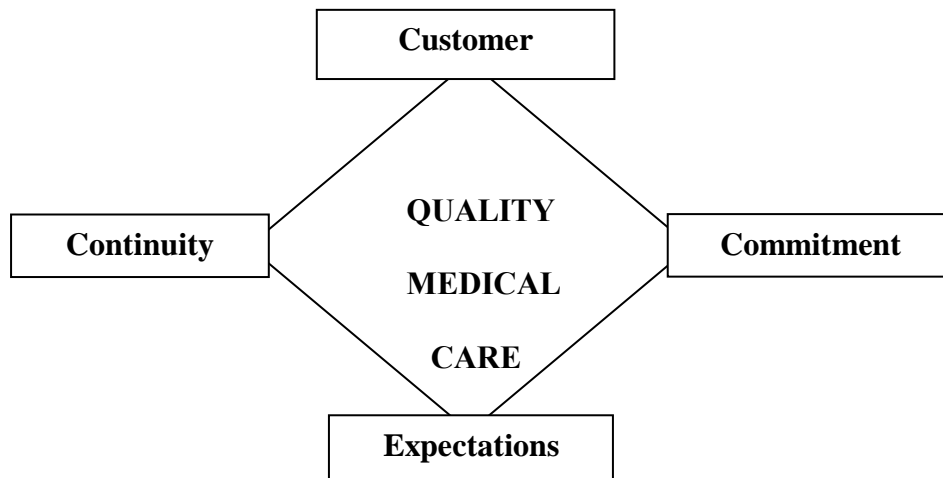 Customer
QUALITY
Continuity
Commitment
MEDICAL
CARE
Expectations